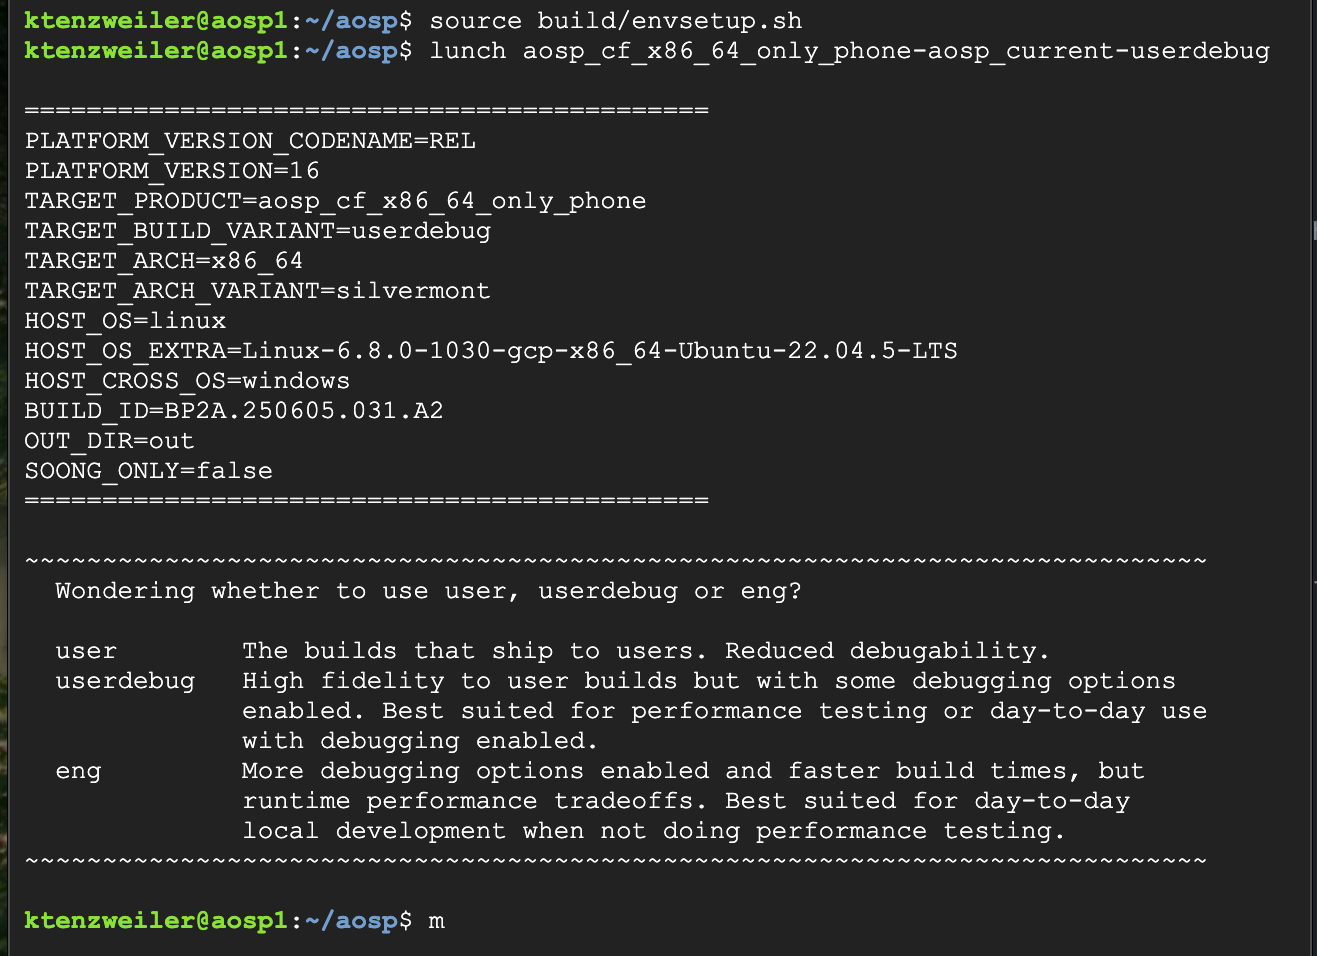 ktenzweiler@aosp1:~/aosp$ source build/envsetup.sh
ktenzweiler@aosp1:~/aosp$ lunch aosp_cf_x86_64_only_phone-aosp_current-userdebug
============================================
PLATFORM_VERSION_CODENAME=REL
PLATFORM_VERSION=16
TARGET_PRODUCT=aosp_cf_x86_64_only_phone
TARGET_BUILD_VARIANT=userdebug
TARGET_ARCH=x86_64
TARGET_ARCH_VARIANT=silvermont
HOST_OS=linux
HOST_OS_EXTRA=Linux-6.8.0-1030-gcp-x86_64-Ubuntu-22.04.5-LTS
HOST_CROSS_OS=windows
BUILD_ID=BP2A.250605.031.A2
OUT_DIR=out
SOONG_ONLY=false
============================================
~~~~~~~~~~~~~~~~~~~~~~~~~~~~~~~~~~~~~~~~~~~~~~~~~~~~~~~~~~~~~~~~~~~~~~~~~~~~
Wondering whether to use user, userdebug or eng?
user The builds that ship to users. Reduced debugability.
userdebug High fidelity to user builds but with some debugging options
enabled. Best suited for performance testing or day-to-day use
with debugging enabled.
eng More debugging options enabled and faster build times, but
runtime performance tradeoffs. Best suited for day-to-day
local development when not doing performance testing.
~~~~~~~~~~~~~~~~~~~~~~~~~~~~~~~~~~~~~~~~~~~~~~~~~~~~~~~~~~~~~~~~~~~~~~~~~~~~
ktenzweiler@aosp1:~/aosp$ m